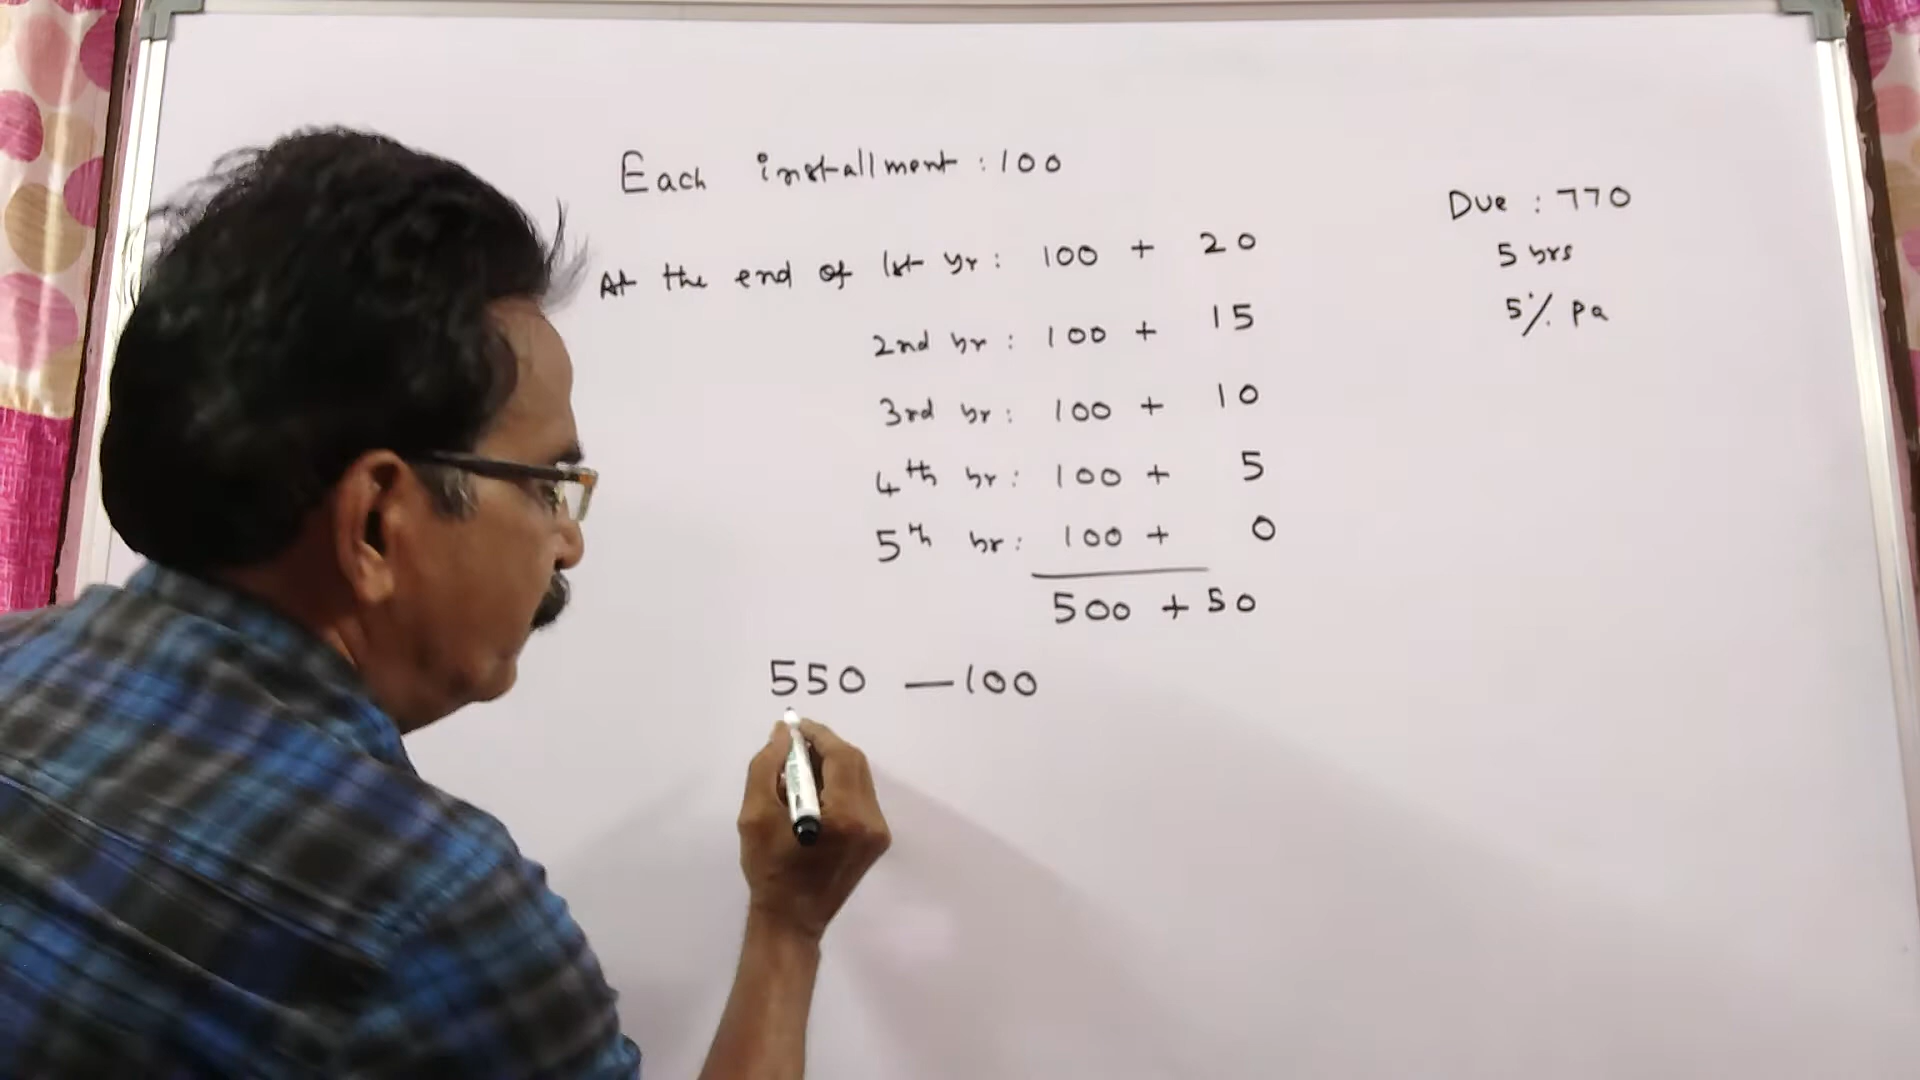 Each installment : 100
At the end of 1st yr : 100 + 20
2nd yr : 100 + 15
3rd yr : 100 + 10
4th yr : 100 + 5
5th yr : 100 + 0
500 + 50
550 — 100
Due : 770
5 yrs
5% pa